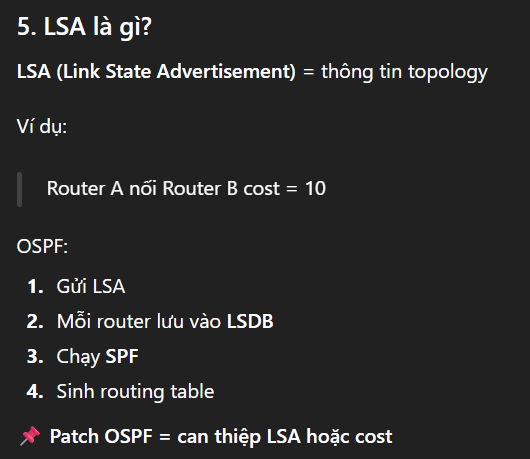 5. LSA là gì?
LSA (Link State Advertisement) = thông tin topology
Ví dụ:
Router A nối Router B cost = 10
OSPF:
1. Gửi LSA
2. Mỗi router lưu vào LSDB
3. Chạy SPF
4. Sinh routing table
📌 Patch OSPF = can thiệp LSA hoặc cost